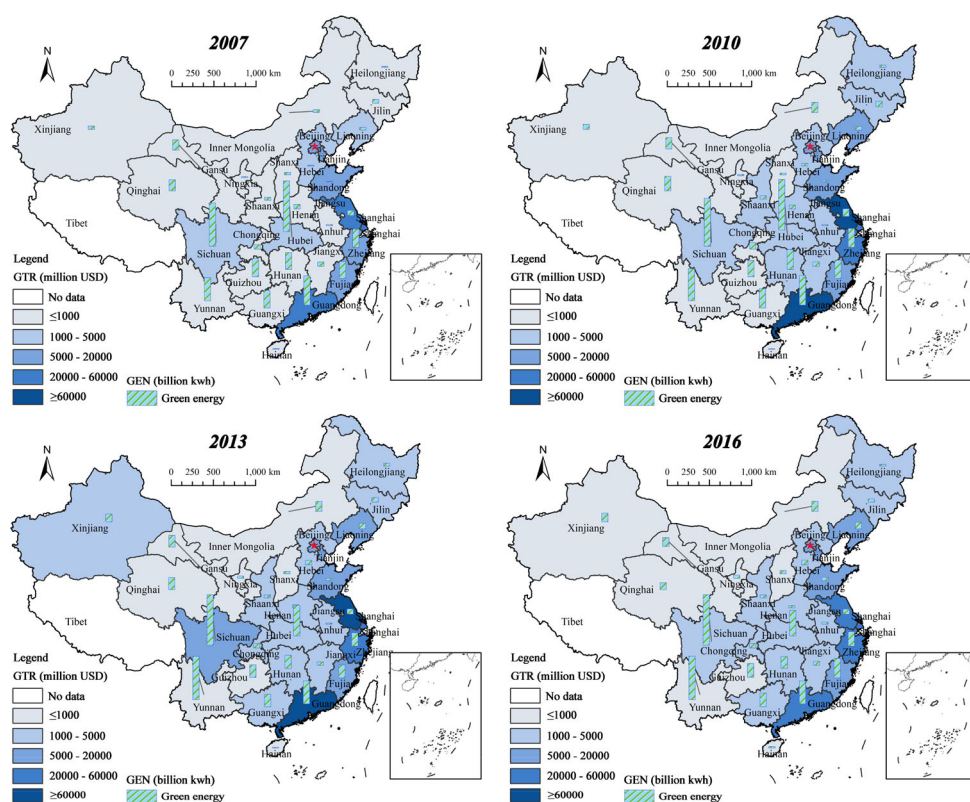 2007
N
0 500 1,000 km
Heilongjiang
Jilin
Xinjiang
Beijing
Liaoning
Inner Mongolia
Tianjin
Gansu
Shanxi
Hebei
Ningxia
Shandong
Qinghai
Shaanxi
Jiangsu
Henan
Shanghai
Tibet
Chongqing
Anhui
Shanghai
Hubei
Sichuan
Jiangxi
Zhejiang
Legend
GTR (million USD)
Hunan
Fujian
Guizhou
No data
Yunnan
Guangdong
≤1000
Guangxi
1000 - 5000
5000 - 20000
Hainan
20000 - 60000
GEN (billion kwh)
≥60000
Green energy
2010
N
0 500 1,000 km
Heilongjiang
Jilin
Xinjiang
Beijing
Liaoning
Inner Mongolia
Tianjin
Gansu
Shanxi
Hebei
Ningxia
Shandong
Qinghai
Shaanxi
Jiangsu
Henan
Shanghai
Tibet
Chongqing
Anhui
Shanghai
Hubei
Sichuan
Jiangxi
Zhejiang
Legend
GTR (million USD)
Hunan
Fujian
Guizhou
No data
Yunnan
Guangdong
≤1000
Guangxi
1000 - 5000
5000 - 20000
Hainan
20000 - 60000
GEN (billion kwh)
≥60000
Green energy
2013
N
0 500 1,000 km
Heilongjiang
Jilin
Xinjiang
Beijing
Liaoning
Inner Mongolia
Tianjin
Gansu
Hebei
Shanxi
Ningxia
Shandong
Qinghai
Shaanxi
Henan
Jiangsu
Shanghai
Tibet
Anhui
Shanghai
Sichuan
Hubei
Chongqing
Jiangxi
Zhejiang
Legend
GTR (million USD)
Hunan
Fujian
Guizhou
No data
Yunnan
Guangdong
≤1000
Guangxi
1000 - 5000
5000 - 20000
Hainan
20000 - 60000
GEN (billion kwh)
≥60000
Green energy
2016
N
0 500 1,000 km
Heilongjiang
Jilin
Xinjiang
Beijing
Liaoning
Inner Mongolia
Tianjin
Gansu
Hebei
Shanxi
Ningxia
Shandong
Qinghai
Shaanxi
Henan
Jiangsu
Shanghai
Tibet
Anhui
Shanghai
Sichuan
Hubei
Chongqing
Jiangxi
Zhejiang
Legend
GTR (million USD)
Hunan
Fujian
Guizhou
No data
Yunnan
Guangdong
≤1000
Guangxi
1000 - 5000
5000 - 20000
Hainan
20000 - 60000
GEN (billion kwh)
≥60000
Green energy